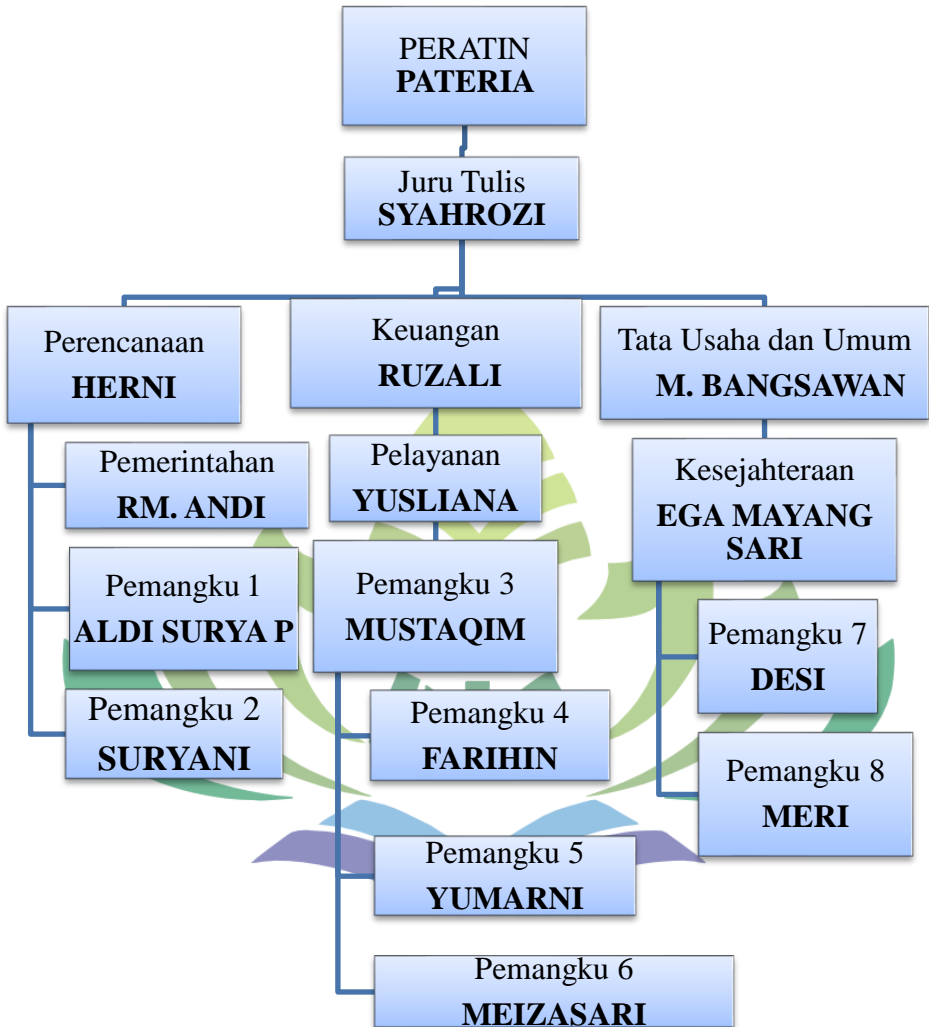 PERATIN
PATERIA
Juru Tulis
SYAHROZI
Perencanaan
HERNI
Keuangan
RUZALI
Tata Usaha dan Umum
M. BANGSAWAN
Pemerintahan
RM. ANDI
Pelayanan
YUSLIANA
Kesejahteraan
EGA MAYANG
SARI
Pemangku 1
ALDI SURYA P
Pemangku 3
MUSTAQIM
Pemangku 7
DESI
Pemangku 2
SURYANI
Pemangku 4
FARIHIN
Pemangku 8
MERI
Pemangku 5
YUMARNI
Pemangku 6
MEIZASARI